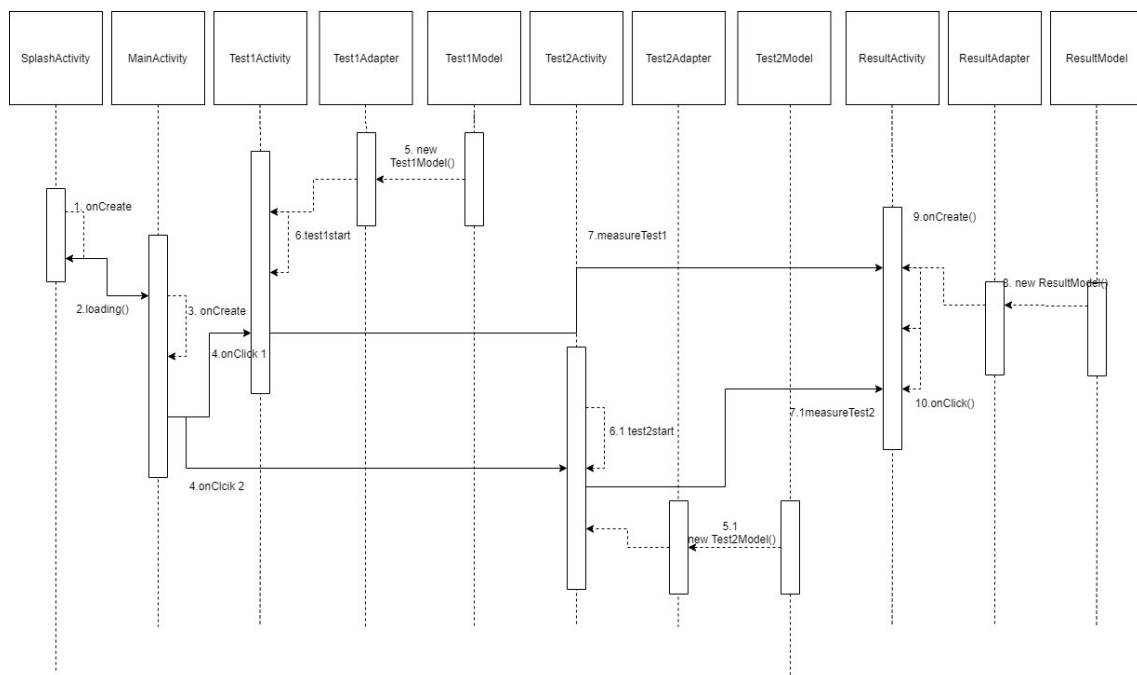 SplashActivity
MainActivity
Test1Activity
Test1Adapter
Test1Model
Test2Activity
Test2Adapter
Test2Model
ResultActivity
ResultAdapter
ResultModel
5. new
Test1Model()
1. onCreate
6.test1start
7.measureTest1
9.onCreate()
2.loading()
3. onCreate
8. new ResultModel()
4.onClick 1
7.1measureTest2
10.onClick()
6.1 test2start
4.onClcik 2
5.1
new Test2Model()